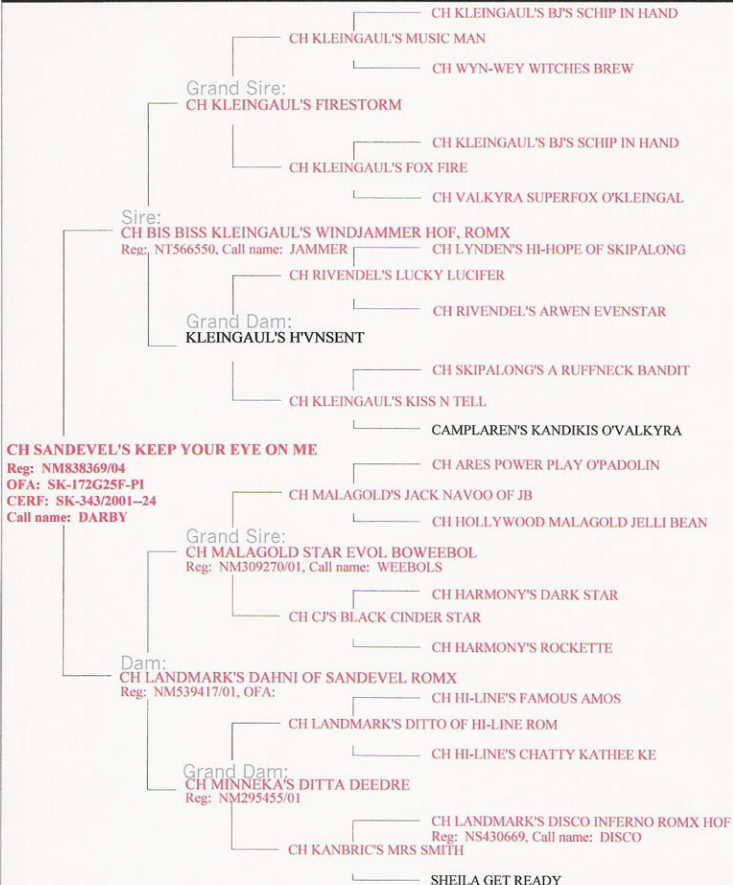 CH KLEINGAUL'S BJ'S SCHIP IN HAND
CH KLEINGAUL'S MUSIC MAN
CH WYN-WEY WITCHES BREW
Grand Sire:
CH KLEINGAUL'S FIRESTORM
CH KLEINGAUL'S BJ'S SCHIP IN HAND
CH KLEINGAUL'S FOX FIRE
CH VALKYRA SUPERFOX O'KLEINGAL
Sire:
CH BIS BISS KLEINGAUL'S WINDJAMMER HOF, ROMX
Reg: NT566550, Call name: JAMMER
CH LYNDEN'S HI-HOPE OF SKIPALONG
CH RIVENDEL'S LUCKY LUCIFER
CH RIVENDEL'S ARWEN EVENSTAR
Grand Dam:
KLEINGAUL'S H'VNSENT
CH SKIPALONG'S A RUFFNECK BANDIT
CH KLEINGAUL'S KISS N TELL
CAMPLAREN'S KANDIKIS O'VALKYRA
CH SANDEVEL'S KEEP YOUR EYE ON ME
Reg: NM838369/04
OFA: SK-172G25F-PI
CERF: SK-343/2001--24
Call name: DARBY
CH ARES POWER PLAY O'PADOLIN
CH MALAGOLD'S JACK NAVOO OF JB
CH HOLLYWOOD MALAGOLD JELLI BEAN
Grand Sire:
CH MALAGOLD STAR EVOL BOWEEBOL
Reg: NM309270/01, Call name: WEEBOLS
CH HARMONY'S DARK STAR
CH CJ'S BLACK CINDER STAR
CH HARMONY'S ROCKETTE
Dam:
CH LANDMARK'S DAHNI OF SANDEVEL ROMX
Reg: NM539417/01, OFA:
CH HI-LINE'S FAMOUS AMOS
CH LANDMARK'S DITTO OF HI-LINE ROM
CH HI-LINE'S CHATTY KATHEE KE
Grand Dam:
CH MINNEKA'S DITTA DEEDRE
Reg: NM295455/01
CH LANDMARK'S DISCO INFERNO ROMX HOF
Reg: NS430669, Call name: DISCO
CH KANBRIC'S MRS SMITH
SHEILA GET READY